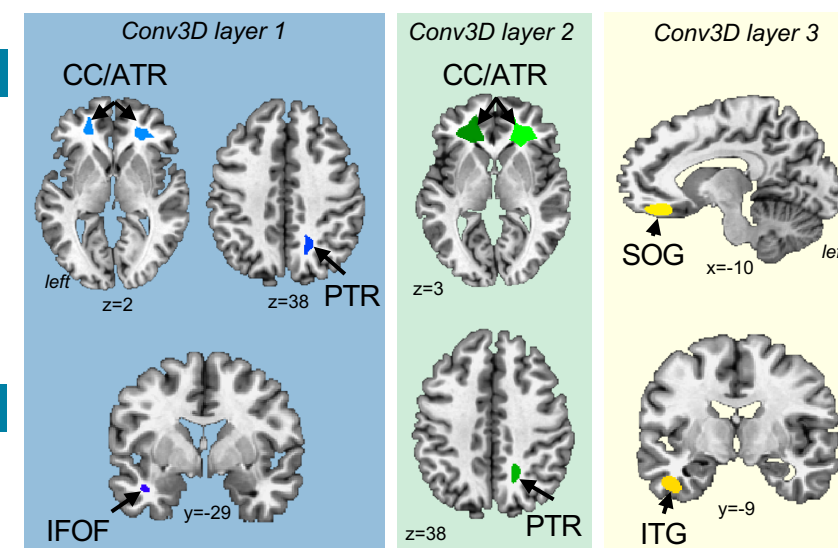 Conv3D layer 1
CC/ATR
left
z=2
z=38
PTR
IFOF
y=-29
Conv3D layer 2
CC/ATR
z=3
z=38
PTR
Conv3D layer 3
SOG
x=-10
ITG
y=-9